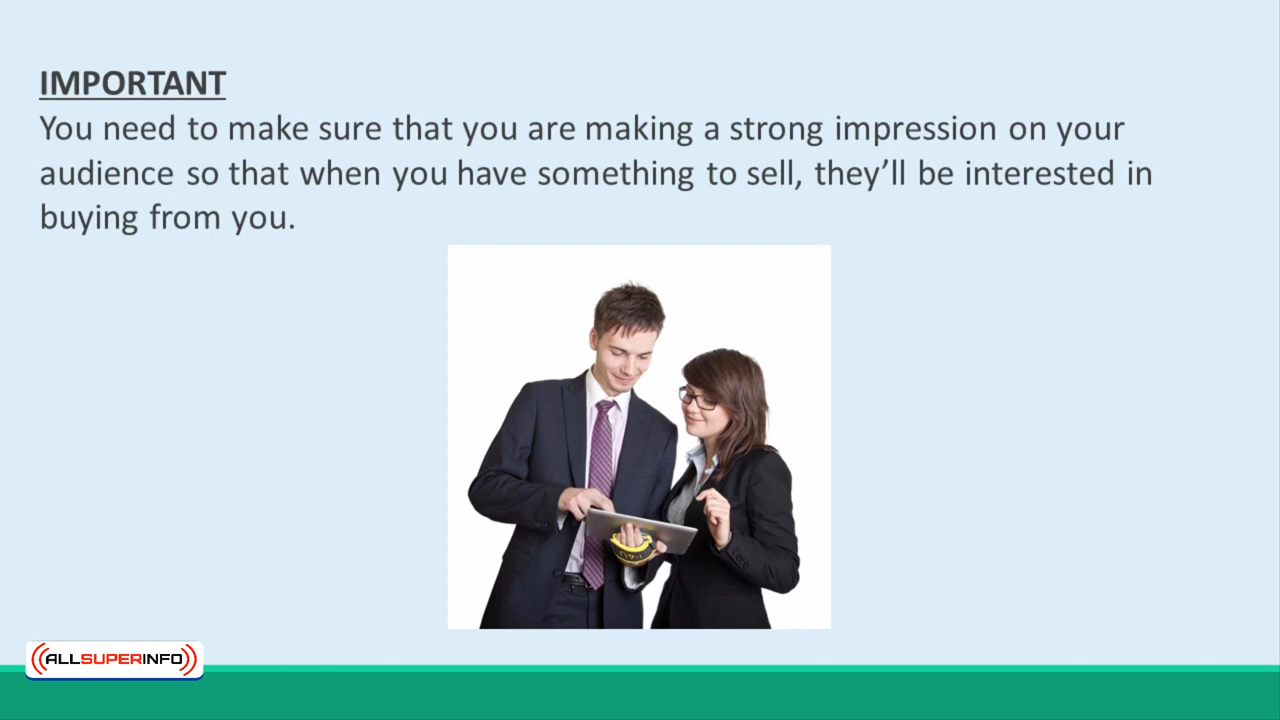 IMPORTANT
You need to make sure that you are making a strong impression on your
audience so that when you have something to sell, they’ll be interested in
buying from you.
((ALLSUPERINFO))